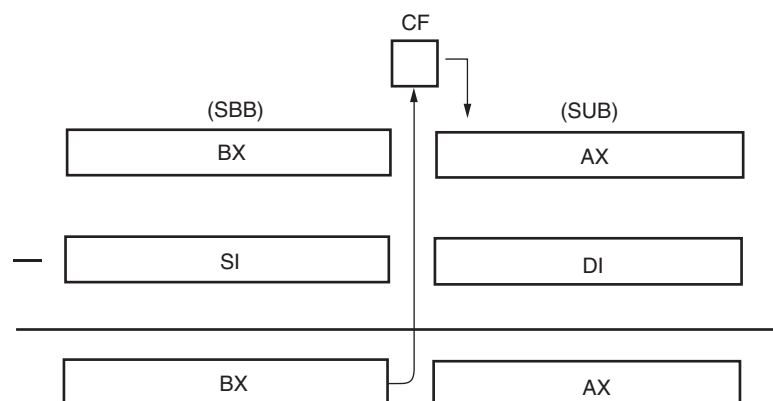 CF
(SBB) (SUB)
BX AX
— SI DI
BX AX